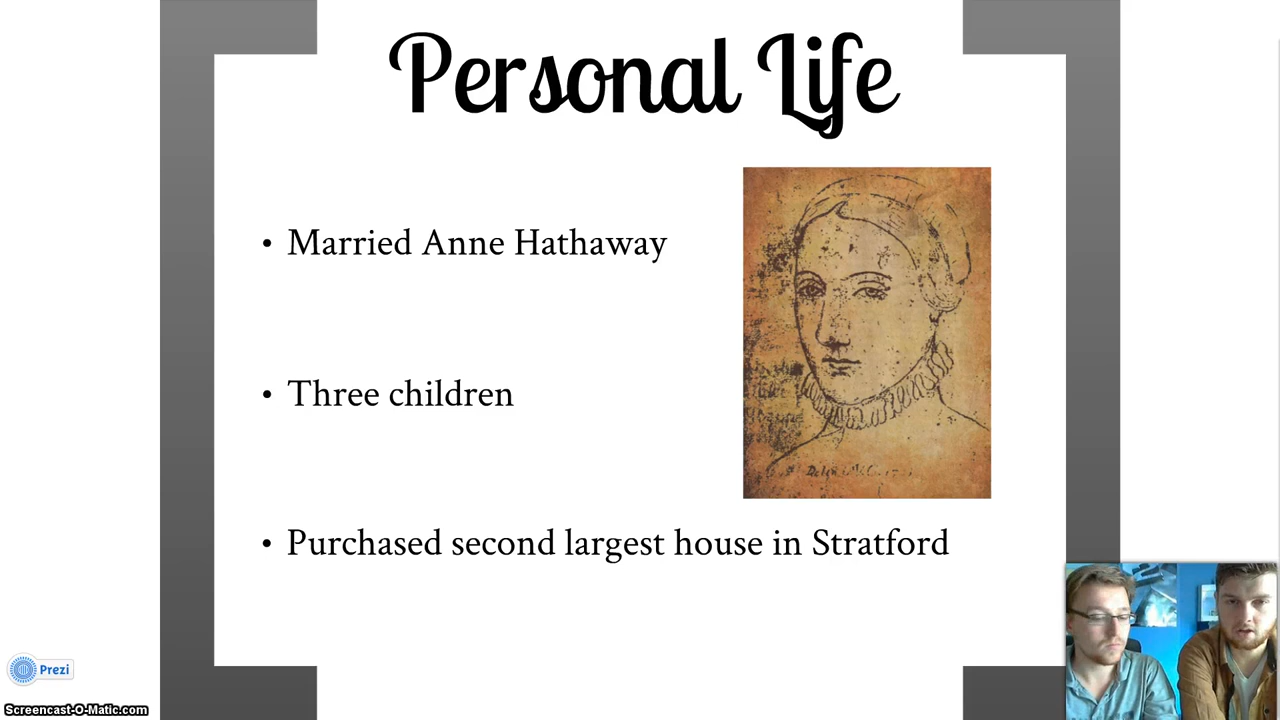 Personal Life
• Married Anne Hathaway
• Three children
• Purchased second largest house in Stratford
Prezi
Screencast-O-Matic.com